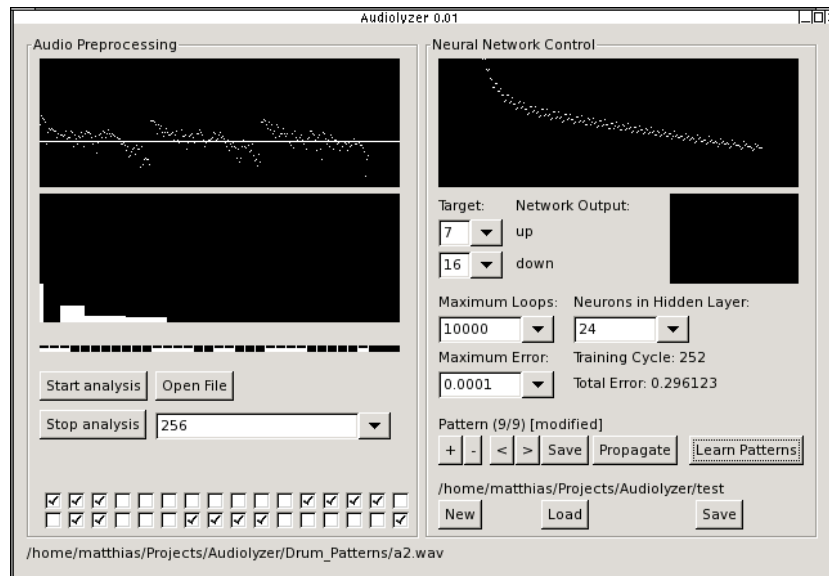 Audiolyzer 0.01
Audio Preprocessing
Start analysis
Open File
Stop analysis
256
Neural Network Control
Target:
Network Output:
7
up
16
down
Maximum Loops:
Neurons in Hidden Layer:
10000
24
Maximum Error:
Training Cycle: 252
0.0001
Total Error: 0.296123
Pattern (9/9) [modified]
+
-
<
>
Save
Propagate
Learn Patterns
/home/matthias/Projects/Audiolyzer/test
New
Load
Save
/home/matthias/Projects/Audiolyzer/Drum_Patterns/a2.wav